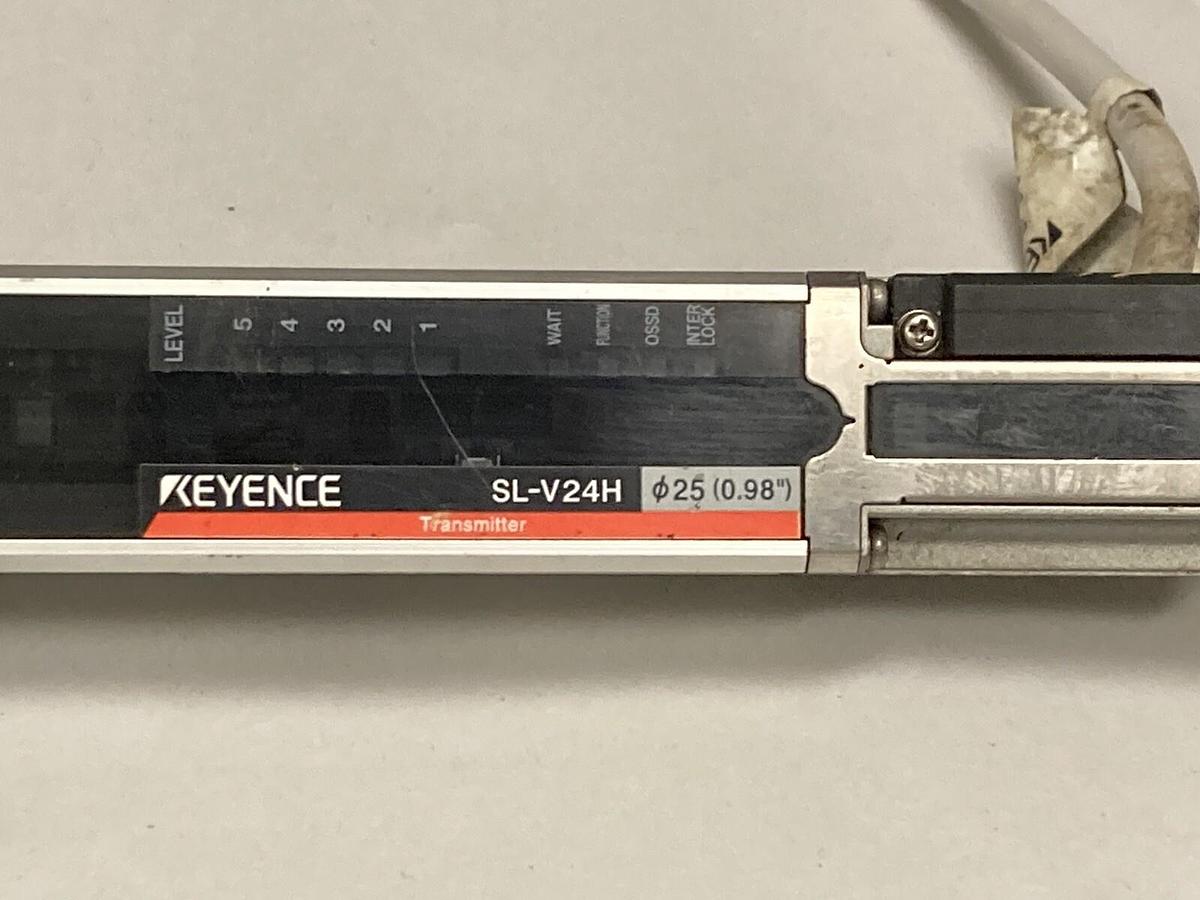 LEVEL 5 4 3 2 1 WAIT FUNCTION OSSD INTER LOCK
KEYENCE SL-V24H ϕ25 (0.98")
Transmitter